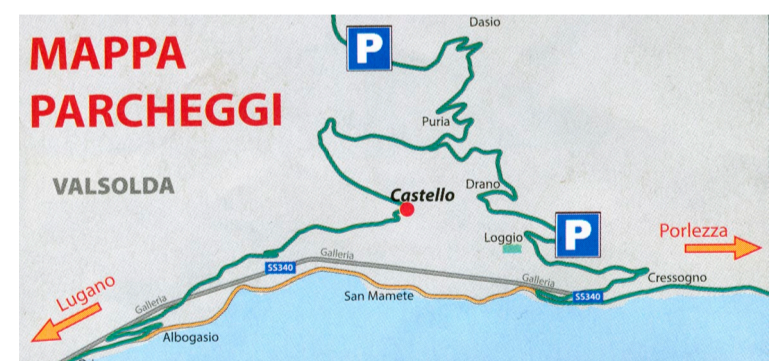 MAPPA
PARCHEGGI
VALSOLDA
P
Dasio
Puria
Drano
Castello
Loggio
P
Porlezza
Cressogno
Galleria
SS340
Galleria
SS340
San Mamete
Lugano
Galleria
Albogasio